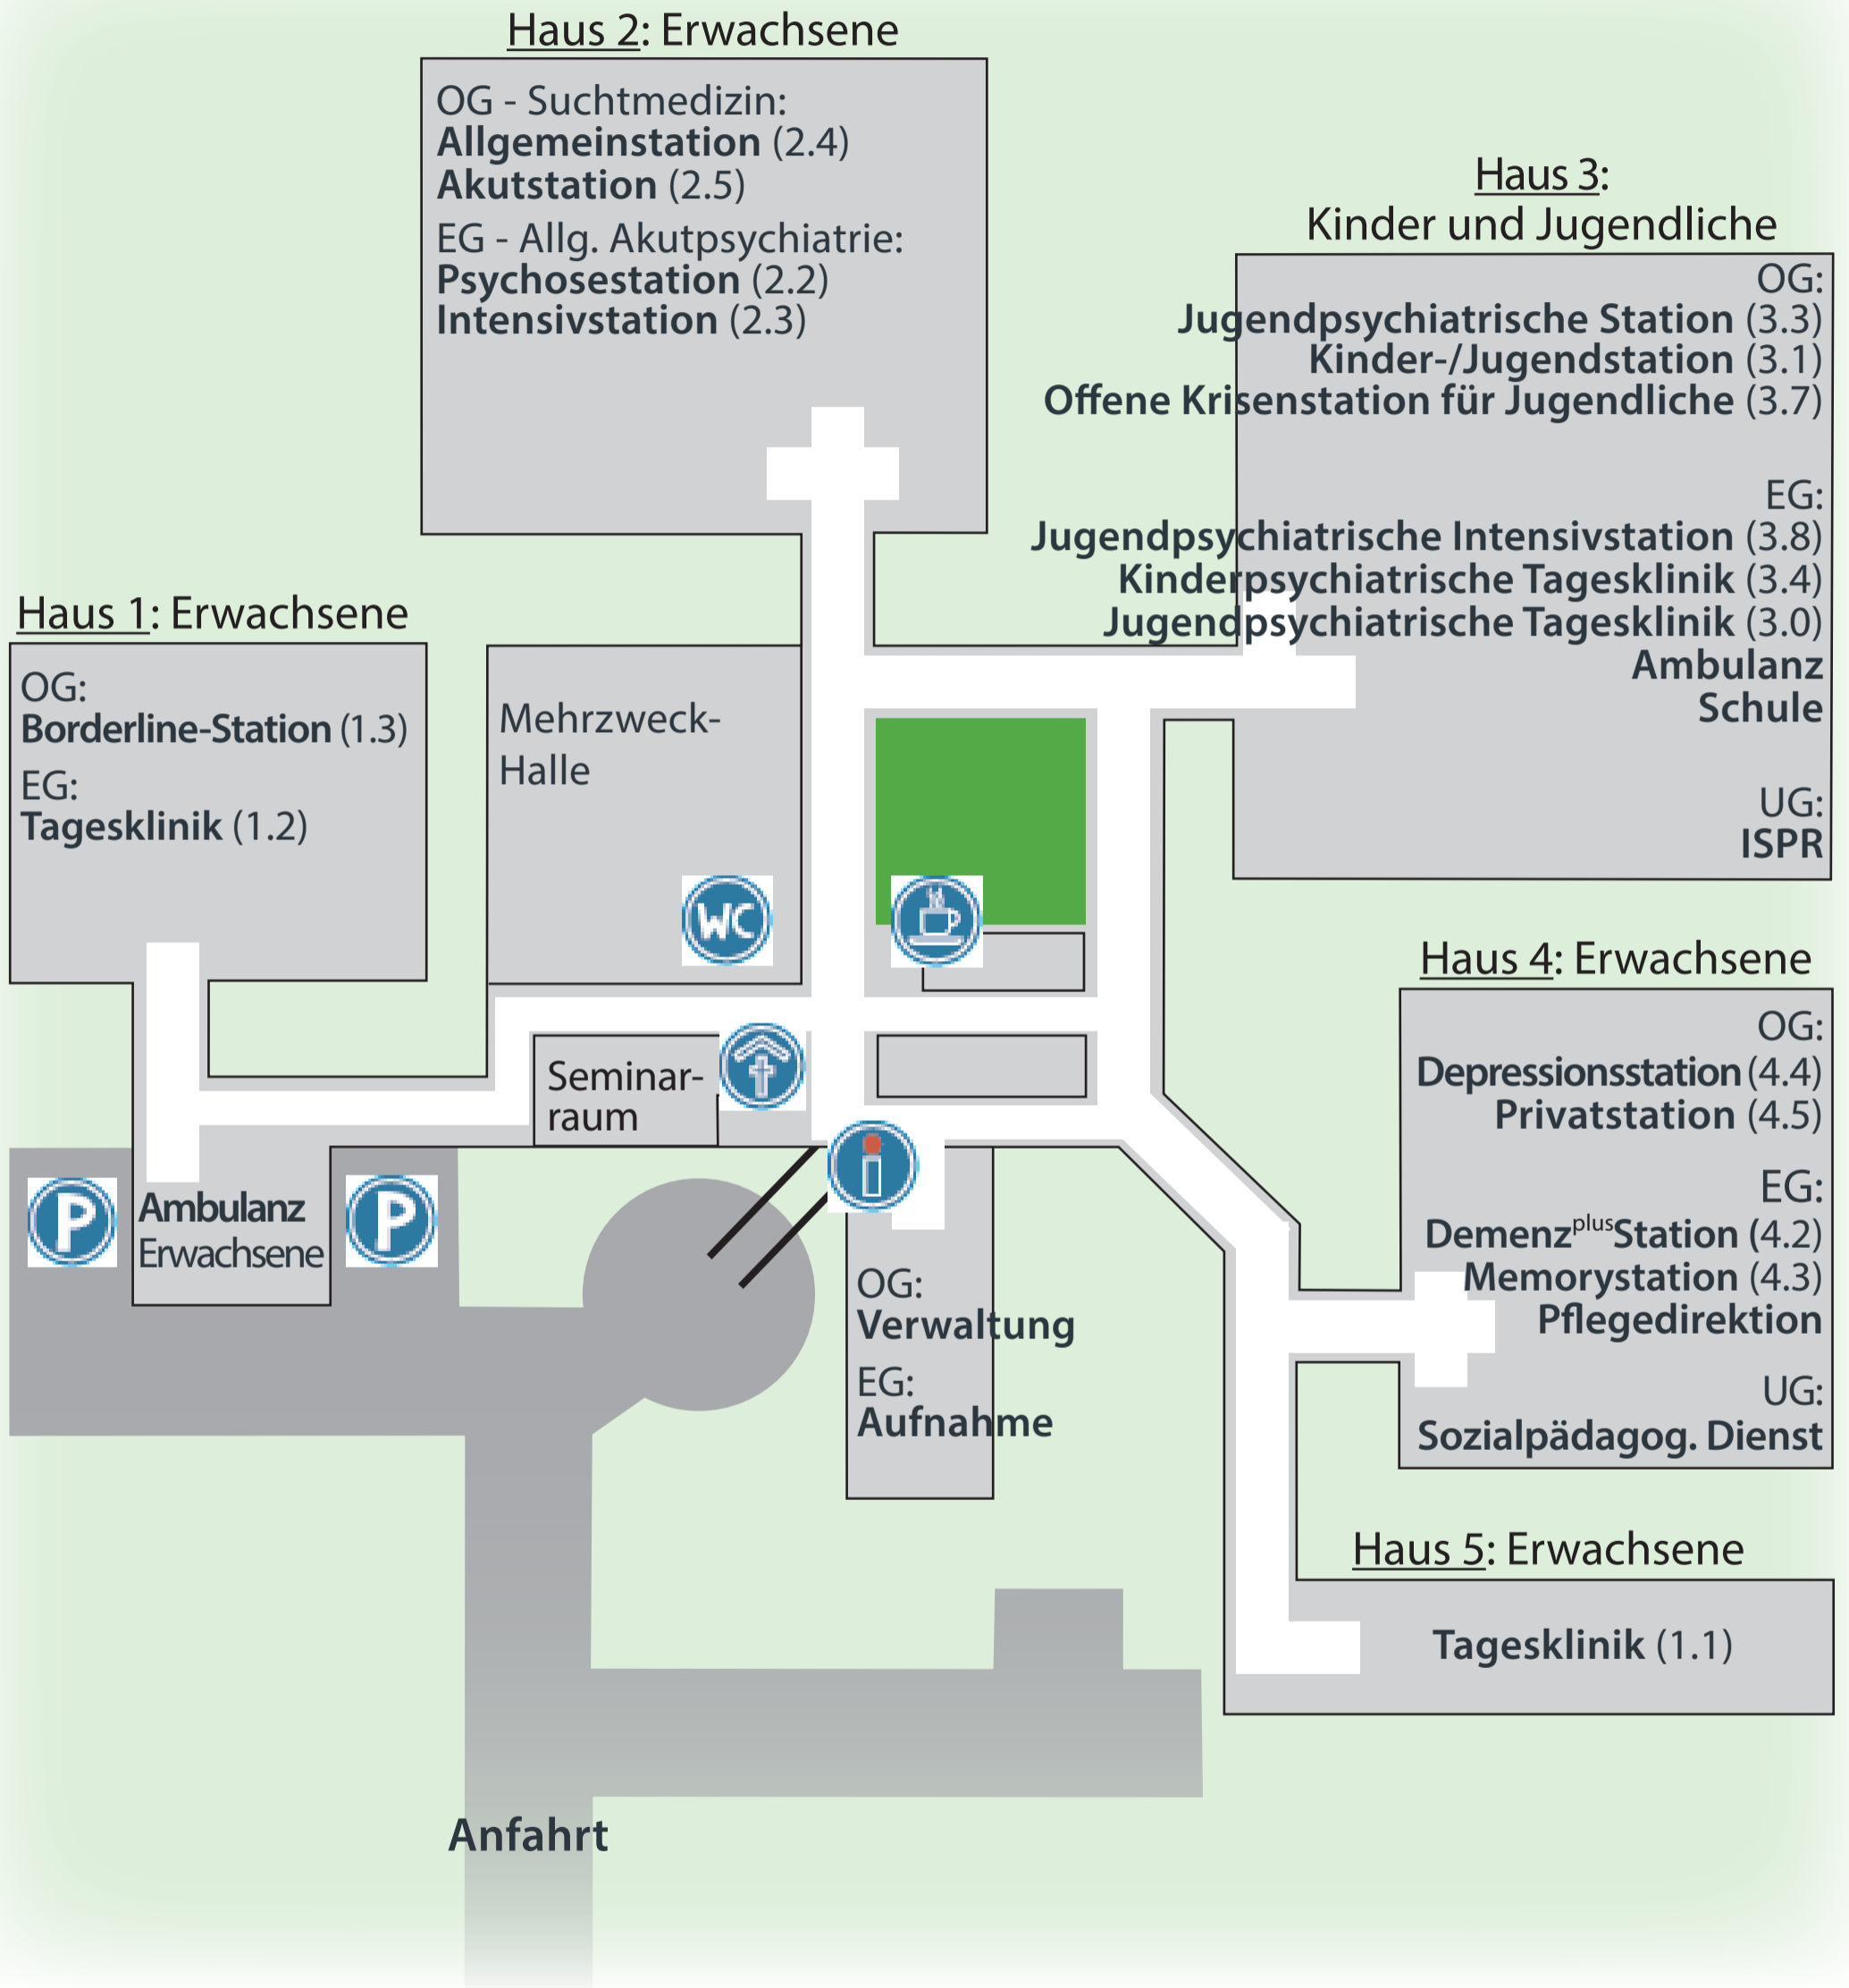 Haus 2: Erwachsene
OG - Suchtmedizin:
Allgemeinstation (2.4)
Akutstation (2.5)
EG - Allg. Akutpsychiatrie:
Psychosestation (2.2)
Intensivstation (2.3)
Haus 3:
Kinder und Jugendliche
OG:
Jugendpsychiatrische Station (3.3)
Kinder-/Jugendstation (3.1)
Offene Krisenstation für Jugendliche (3.7)
EG:
Jugendpsychiatrische Intensivstation (3.8)
Kinderpsychiatrische Tagesklinik (3.4)
Jugendpsychiatrische Tagesklinik (3.0)
Ambulanz
Schule
UG:
ISPR
Haus 1: Erwachsene
OG:
Borderline-Station (1.3)
EG:
Tagesklinik (1.2)
Mehrzweck-
Halle
WC
Seminar-
raum
i
P
Ambulanz
Erwachsene
P
OG:
Verwaltung
EG:
Aufnahme
Haus 4: Erwachsene
OG:
Depressionsstation (4.4)
Privatstation (4.5)
EG:
DemenzplusStation (4.2)
Memorystation (4.3)
Pflegedirektion
UG:
Sozialpädagog. Dienst
Haus 5: Erwachsene
Tagesklinik (1.1)
Anfahrt